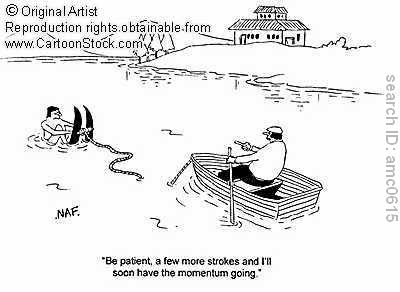 © Original Artist
Reproduction rights obtainable from
www.CartoonStock.com
search ID: amc0615
.NAF.
"Be patient, a few more strokes and I'll
soon have the momentum going."